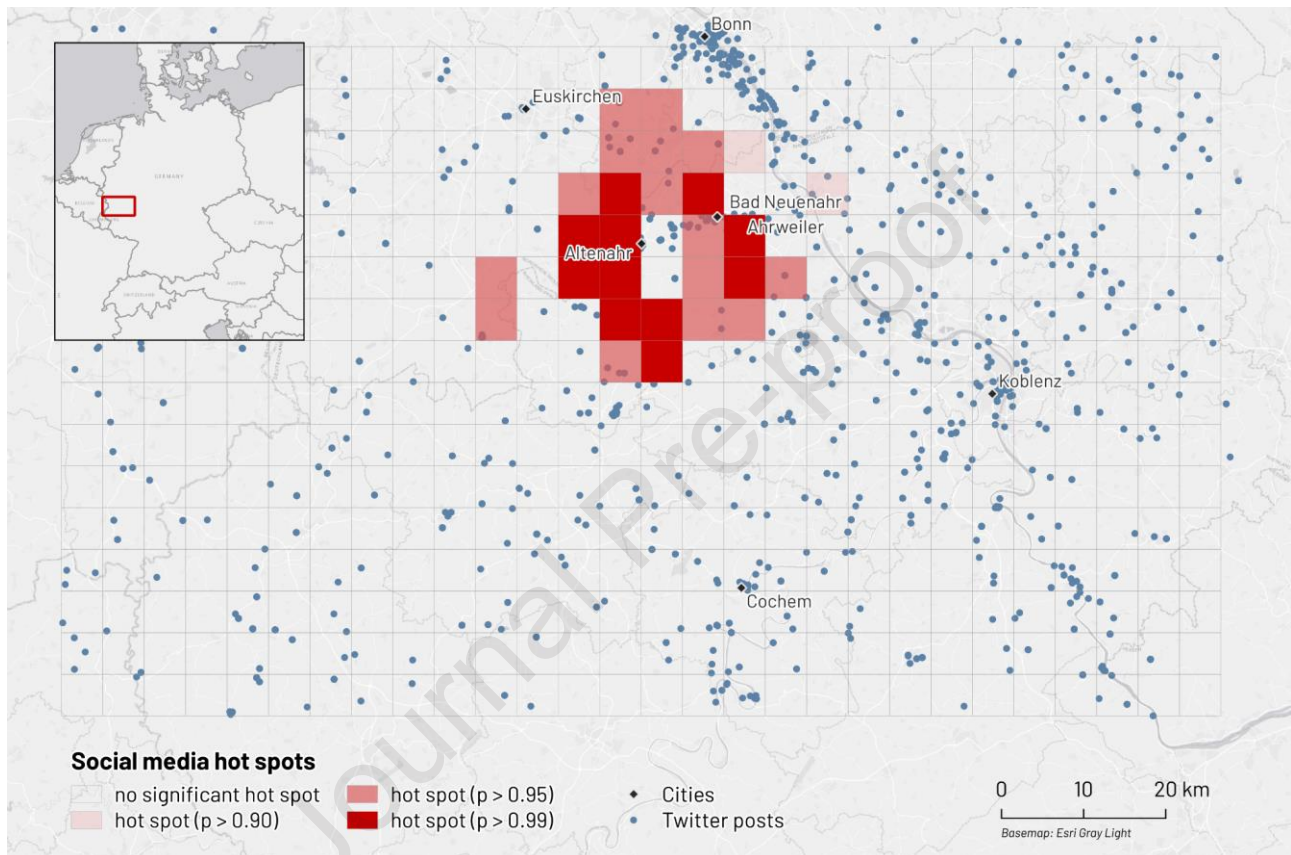 Bonn
Euskirchen
GERMANY
Bad Neuenahr
Ahrweiler
Altenahr
Koblenz
Cochem
Journal Pre-proof
Social media hot spots
no significant hot spot
hot spot (p > 0.90)
hot spot (p > 0.95)
hot spot (p > 0.99)
Cities
Twitter posts
0 10 20 km
Basemap: Esri Gray Light